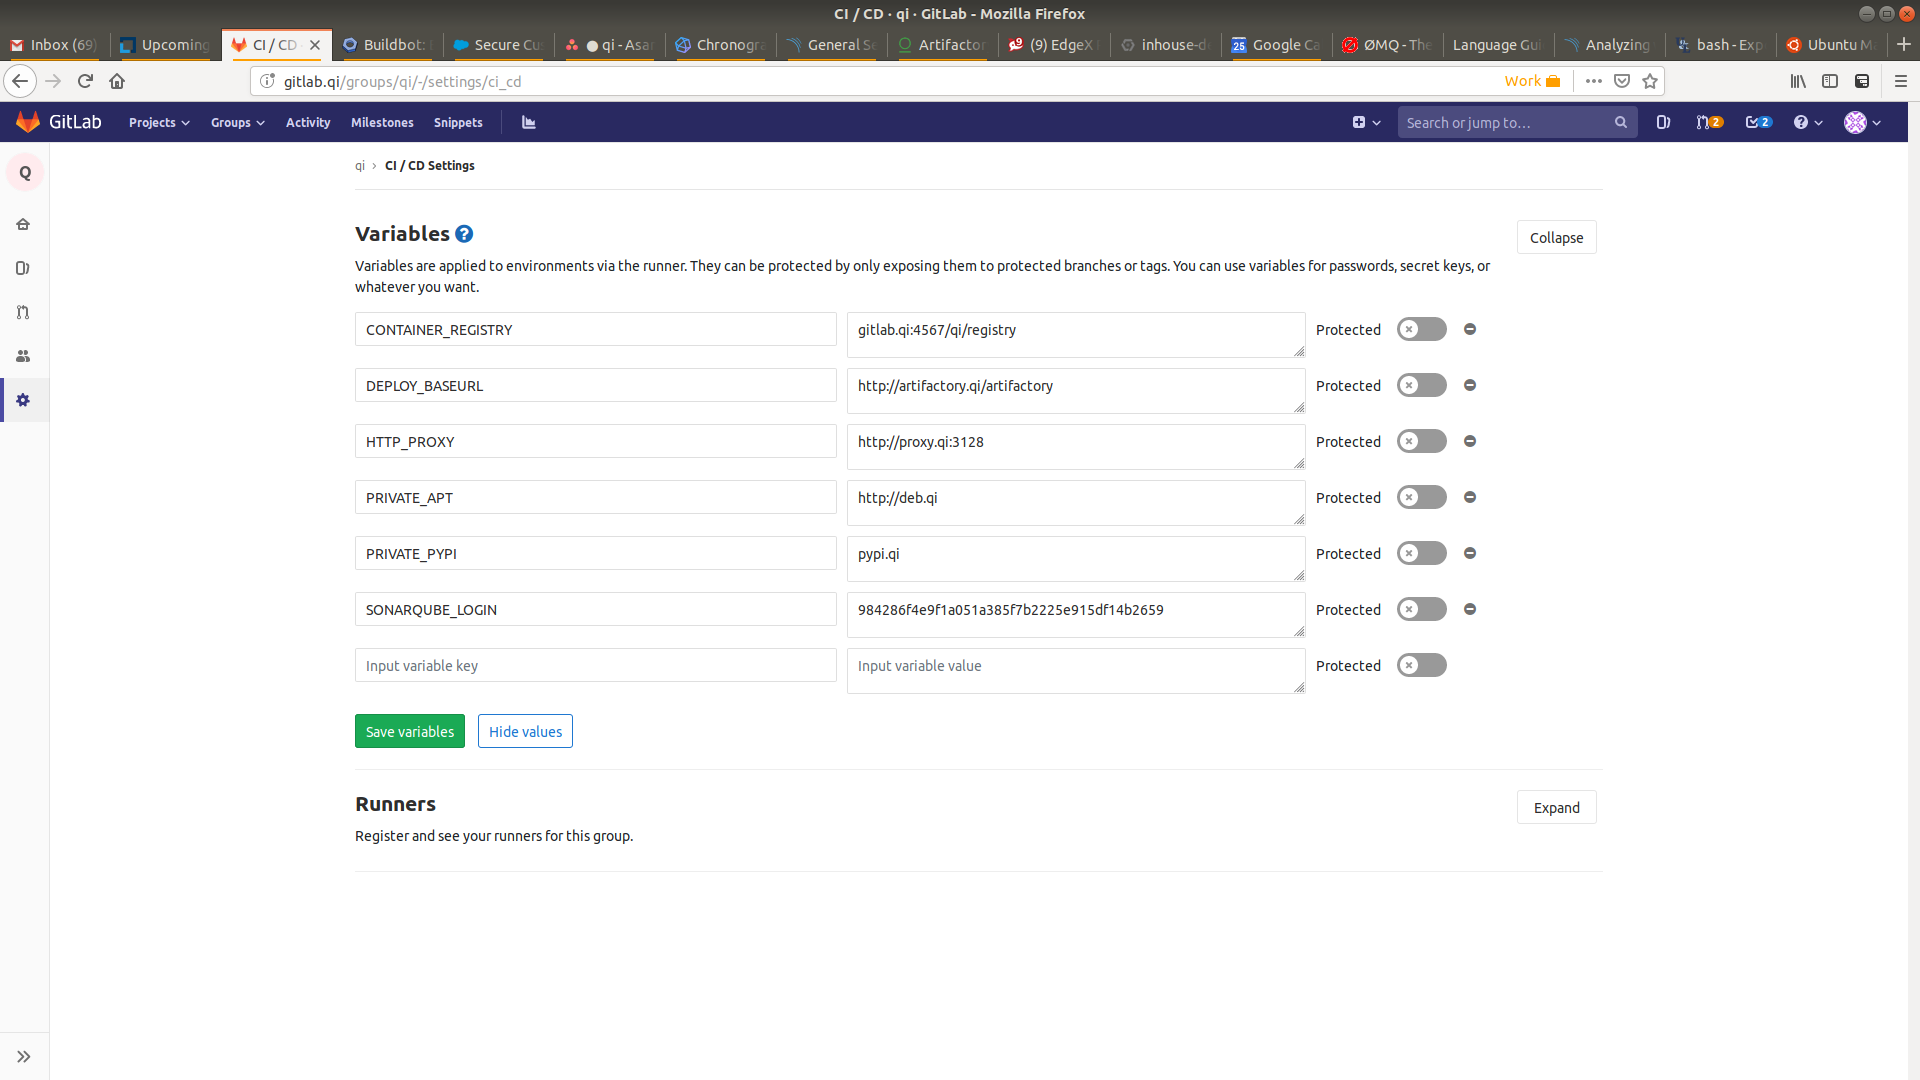 CI / CD · qi · GitLab - Mozilla Firefox
Inbox (69)
Upcoming
CI / CD
Buildbot:
Secure Cu
qi - Asa
Chronogra
General Se
Artifactor
(9) EdgeX
inhouse-d
Google Ca
ØMQ - The
Language Gui
Analyzing
bash - Exp
Ubuntu M
gitlab.qi/groups/qi/-/settings/ci_cd
Work
GitLab
Projects
Groups
Activity
Milestones
Snippets
Search or jump to…
2
2
Q
qi › CI / CD Settings
Variables
Collapse
Variables are applied to environments via the runner. They can be protected by only exposing them to protected branches or tags. You can use variables for passwords, secret keys, or
whatever you want.
CONTAINER_REGISTRY gitlab.qi:4567/qi/registry Protected
DEPLOY_BASEURL http://artifactory.qi/artifactory Protected
HTTP_PROXY http://proxy.qi:3128 Protected
PRIVATE_APT http://deb.qi Protected
PRIVATE_PYPI pypi.qi Protected
SONARQUBE_LOGIN 984286f4e9f1a051a385f7b2225e915df14b2659 Protected
Input variable key Input variable value Protected
Save variables
Hide values
Runners
Expand
Register and see your runners for this group.